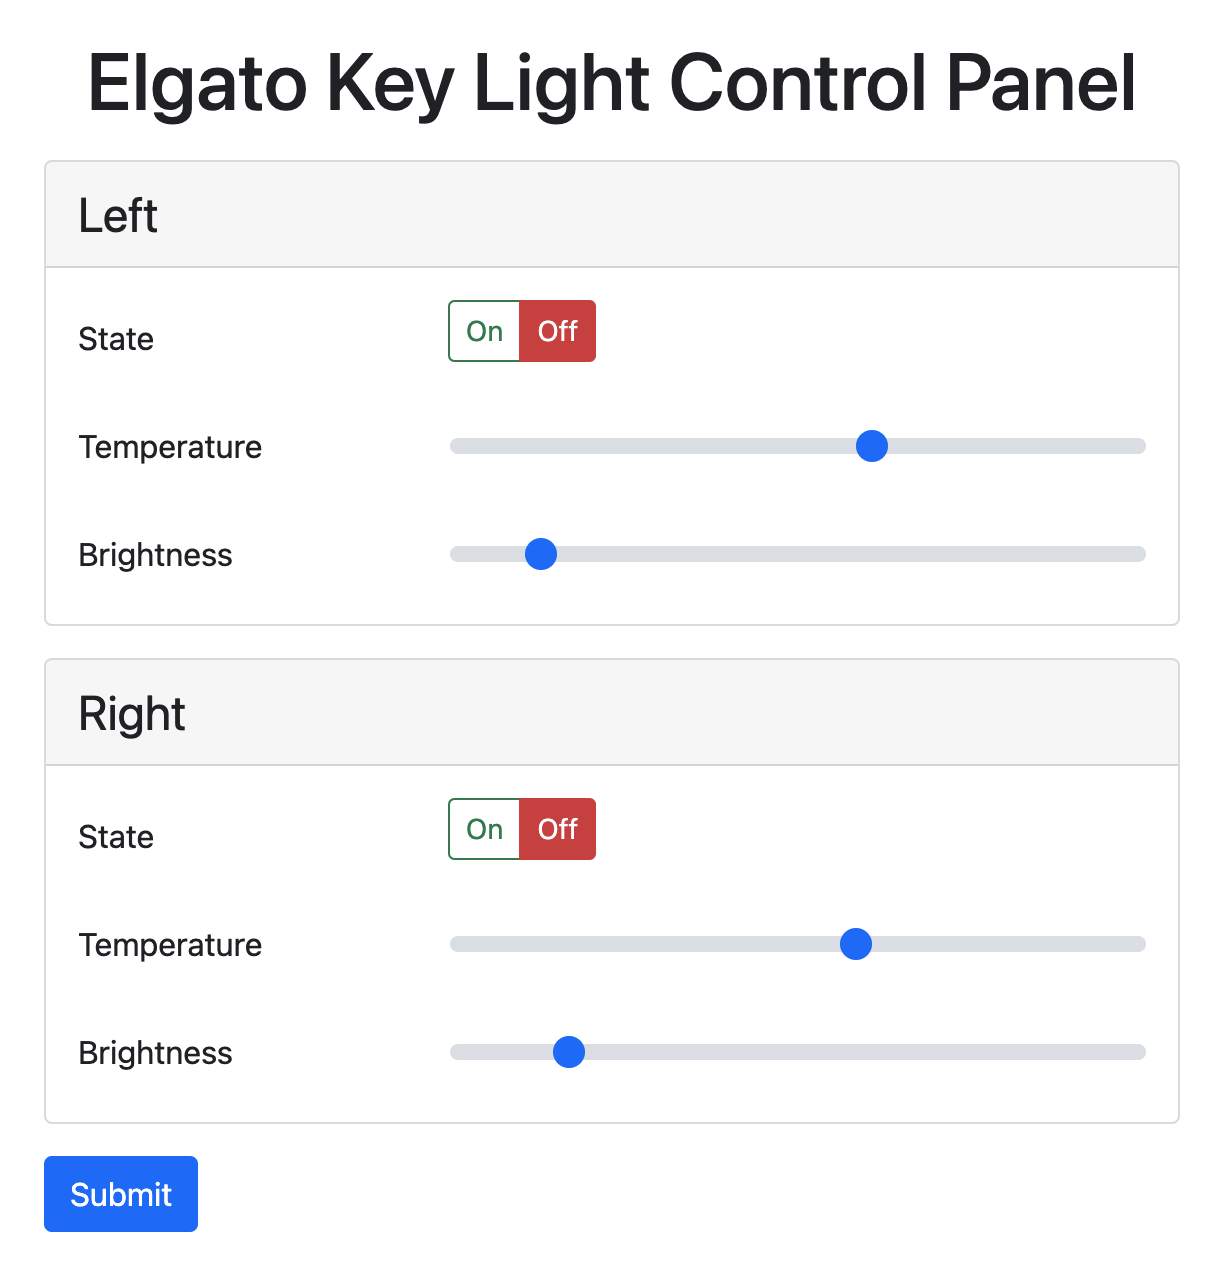 Elgato Key Light Control Panel
Left
State
On Off
Temperature
Brightness
Right
State
On Off
Temperature
Brightness
Submit